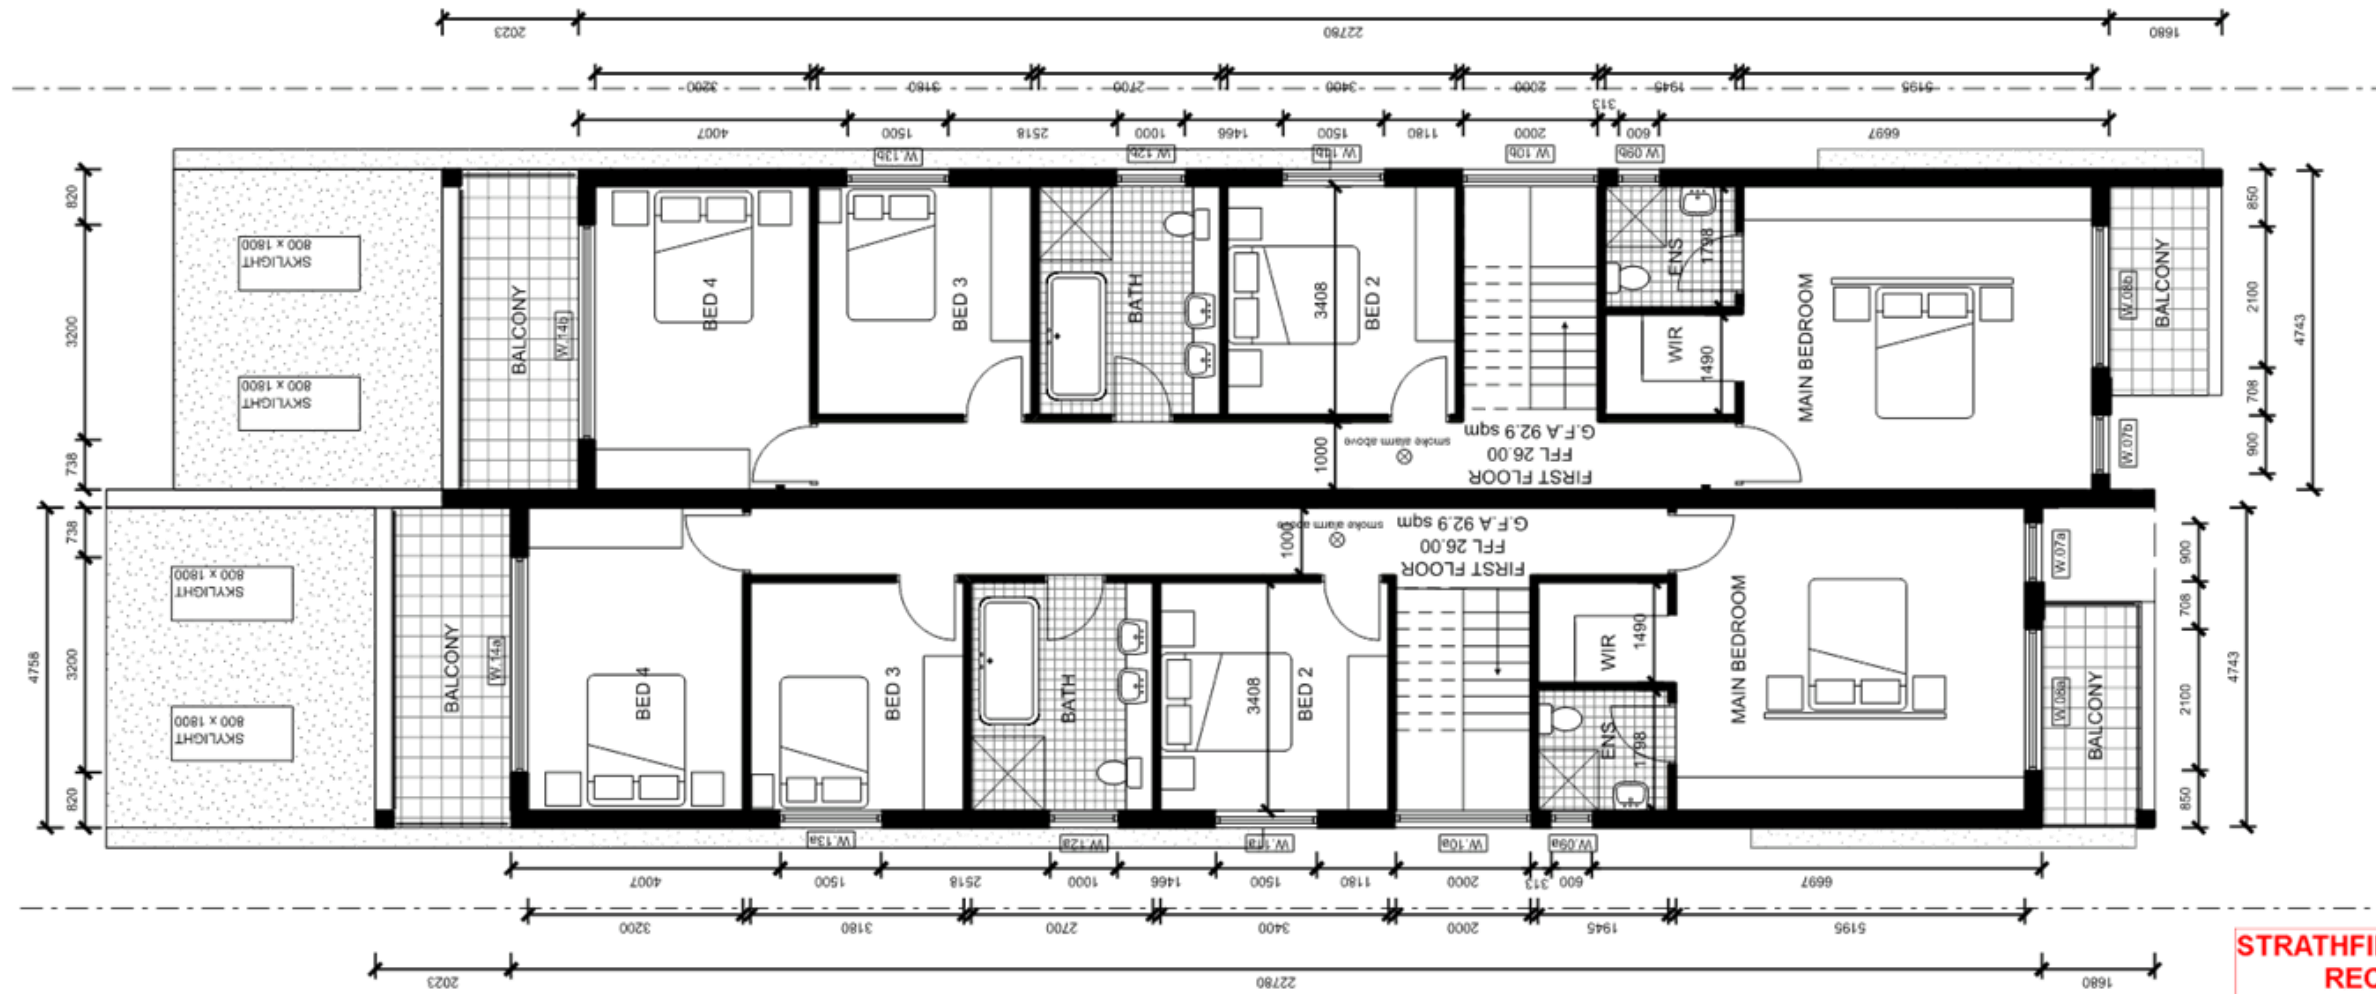 2023
22780
1680
3200
3180
2700
3400
2000
1945
5195
313
4007
1500
2518
1000
1466
1500
1180
2000
600
6697
W.13b
W.12b
W.11b
W.10b
W.09b
820
3200
738
SKYLIGHT
800 x 1800
SKYLIGHT
800 x 1800
BALCONY
W.14b
BED 4
BED 3
BATH
3408
BED 2
ENS
1798
WIR
1490
MAIN BEDROOM
W.08b
BALCONY
W.07b
850
2100
708
900
4743
1000
smoke alarm above
FIRST FLOOR
FFL 26.00
G.F.A 92.9 sqm
4758
738
3200
820
SKYLIGHT
800 x 1800
SKYLIGHT
800 x 1800
BALCONY
W.14a
BED 4
BED 3
BATH
3408
BED 2
1000
smoke alarm above
FIRST FLOOR
FFL 26.00
G.F.A 92.9 sqm
WIR
1490
ENS
1798
MAIN BEDROOM
W.07a
W.08a
BALCONY
900
708
2100
850
4743
W.13a
W.12a
W.11a
W.10a
W.09a
4007
1500
2518
1000
1466
1500
1180
2000
313
600
6697
3200
3180
2700
3400
2000
1945
5195
2023
22780
1680
STRATHFI
REC